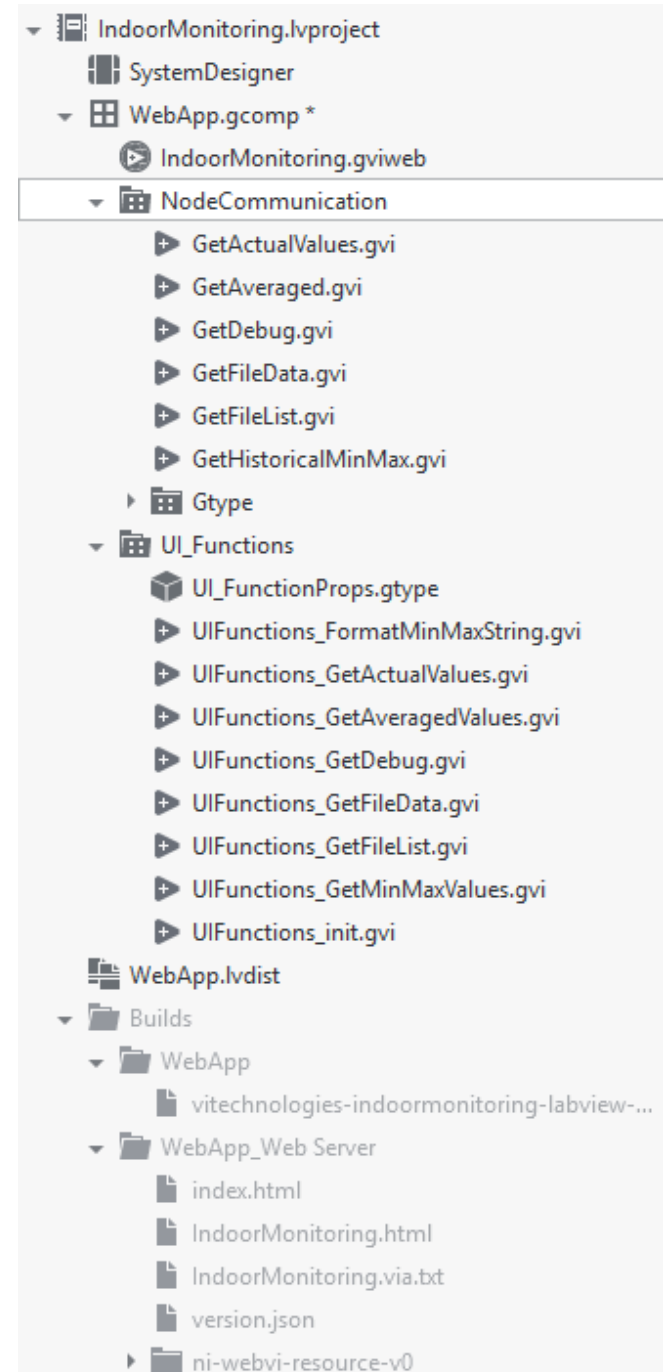 IndoorMonitoring.lvproject
SystemDesigner
WebApp.gcomp *
IndoorMonitoring.gviweb
NodeCommunication
GetActualValues.gvi
GetAveraged.gvi
GetDebug.gvi
GetFileData.gvi
GetFileList.gvi
GetHistoricalMinMax.gvi
Gtype
UI_Functions
UI_FunctionProps.gtype
UIFunctions_FormatMinMaxString.gvi
UIFunctions_GetActualValues.gvi
UIFunctions_GetAveragedValues.gvi
UIFunctions_GetDebug.gvi
UIFunctions_GetFileData.gvi
UIFunctions_GetFileList.gvi
UIFunctions_GetMinMaxValues.gvi
UIFunctions_init.gvi
WebApp.lvdist
Builds
WebApp
vitechnologies-indoormonitoring-labview-...
WebApp_Web Server
index.html
IndoorMonitoring.html
IndoorMonitoring.via.txt
version.json
ni-webvi-resource-v0